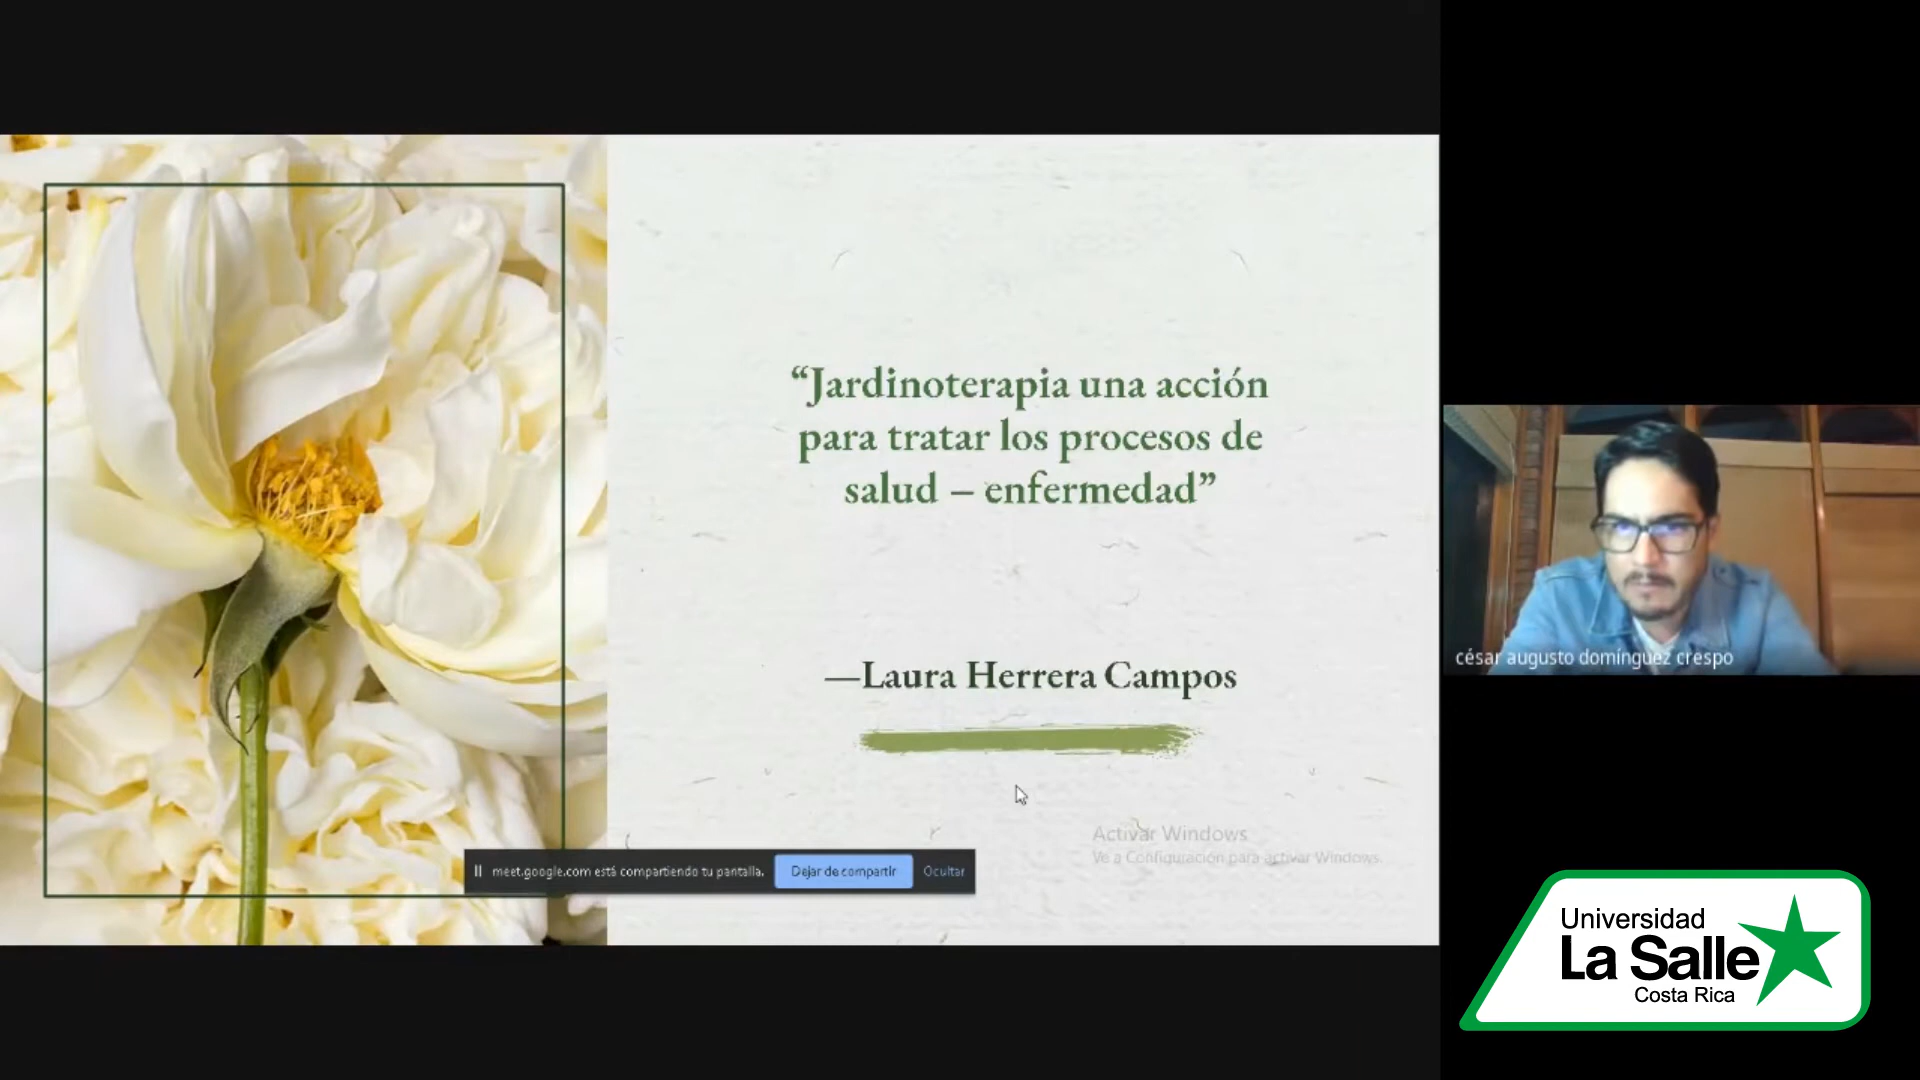 “Jardinoterapia una acción
para tratar los procesos de
salud – enfermedad”
—Laura Herrera Campos
Activar Windows
Ve a Configuración para activar Windows.
meet.google.com está compartiendo tu pantalla.
Dejar de compartir
Ocultar
césar augusto domínguez crespo
Universidad
La Salle
Costa Rica